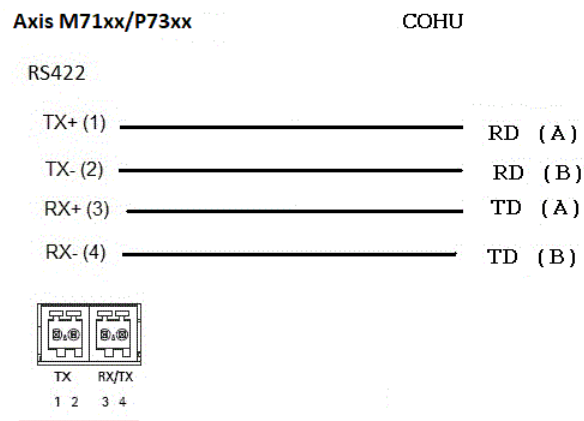 Axis M71xx/P73xx COHU
RS422
TX+ (1) RD (A)
TX- (2) RD (B)
RX+ (3) TD (A)
RX- (4) TD (B)
TX RX/TX
1 2 3 4